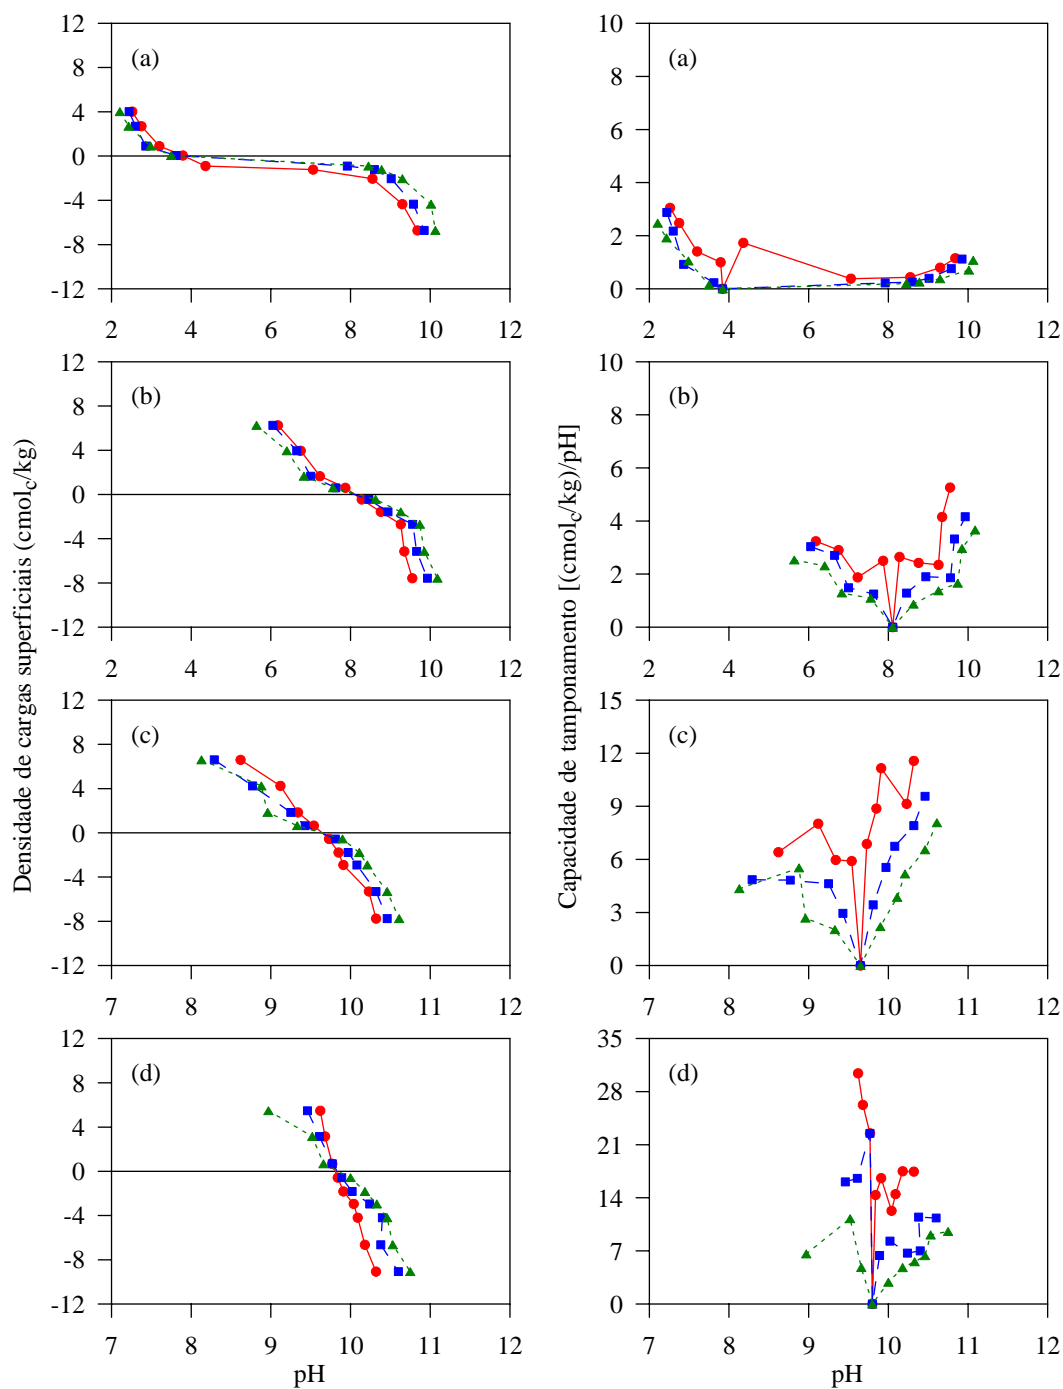 12
8
4
0
-4
-8
-12
(a)
2 4 6 8 10 12
10
8
6
4
2
0
(a)
2 4 6 8 10 12
12
8
4
0
-4
-8
-12
(b)
2 4 6 8 10 12
10
8
6
4
2
0
(b)
2 4 6 8 10 12
12
8
4
0
-4
-8
-12
(c)
7 8 9 10 11 12
15
12
9
6
3
0
(c)
7 8 9 10 11 12
12
8
4
0
-4
-8
-12
(d)
7 8 9 10 11 12
pH
35
28
21
14
7
0
(d)
7 8 9 10 11 12
pH
Densidade de cargas superficiais (cmolc/kg)
Capacidade de tamponamento [(cmolc/kg)/pH]